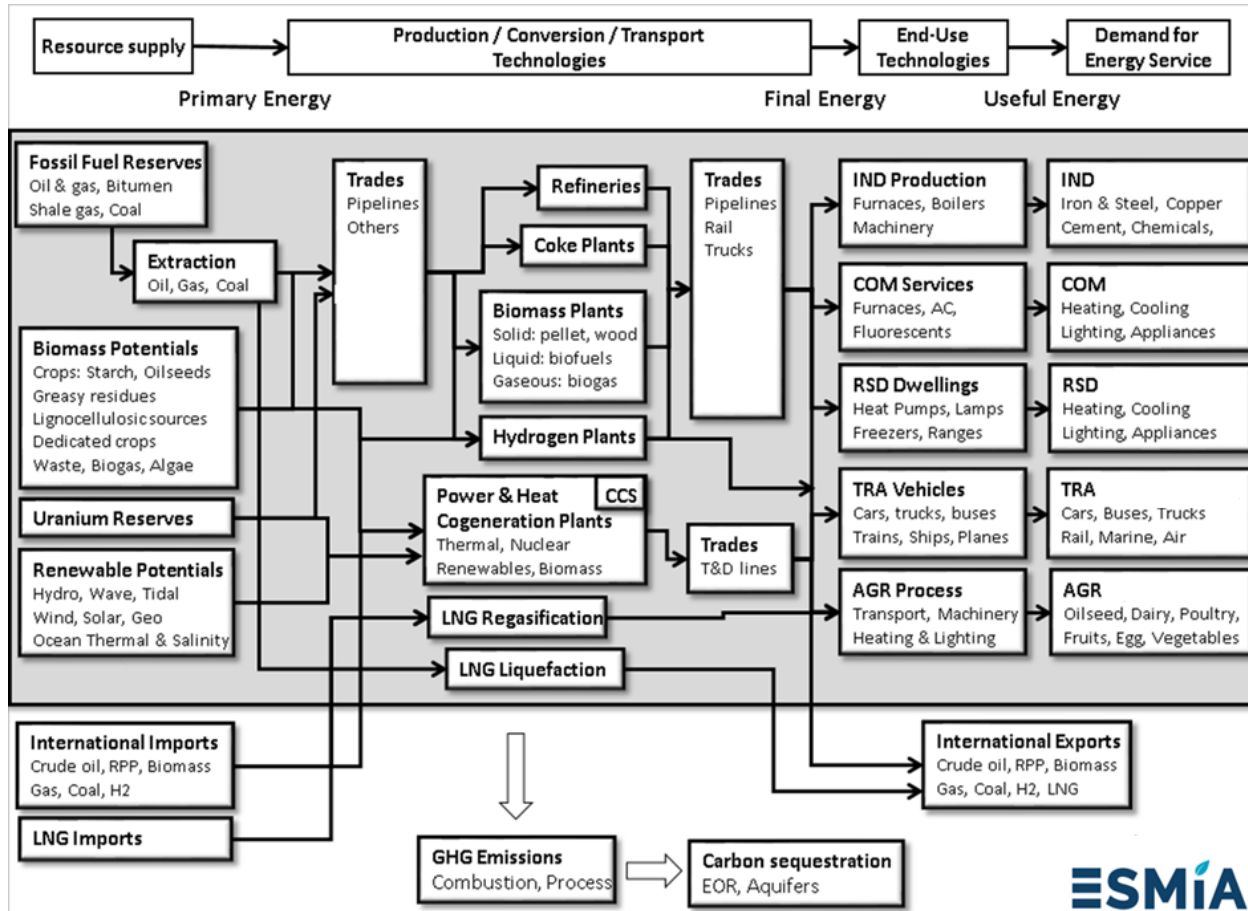 Resource supply
Production / Conversion / Transport
Technologies
End-Use
Technologies
Demand for
Energy Service
Primary Energy
Final Energy
Useful Energy
Fossil Fuel Reserves
Oil & gas, Bitumen
Shale gas, Coal
Extraction
Oil, Gas, Coal
Biomass Potentials
Crops: Starch, Oilseeds
Greasy residues
Lignocellulosic sources
Dedicated crops
Waste, Biogas, Algae
Uranium Reserves
Renewable Potentials
Hydro, Wave, Tidal
Wind, Solar, Geo
Ocean Thermal & Salinity
Trades
Pipelines
Others
Refineries
Coke Plants
Biomass Plants
Solid: pellet, wood
Liquid: biofuels
Gaseous: biogas
Hydrogen Plants
Power & Heat
CCS
Cogeneration Plants
Thermal, Nuclear
Renewables, Biomass
LNG Regasification
LNG Liquefaction
Trades
Pipelines
Rail
Trucks
Trades
T&D lines
IND Production
Furnaces, Boilers
Machinery
IND
Iron & Steel, Copper
Cement, Chemicals,
COM Services
Furnaces, AC,
Fluorescents
COM
Heating, Cooling
Lighting, Appliances
RSD Dwellings
Heat Pumps, Lamps
Freezers, Ranges
RSD
Heating, Cooling
Lighting, Appliances
TRA Vehicles
Cars, trucks, buses
Trains, Ships, Planes
TRA
Cars, Buses, Trucks
Rail, Marine, Air
AGR Process
Transport, Machinery
Heating & Lighting
AGR
Oilseed, Dairy, Poultry,
Fruits, Egg, Vegetables
International Imports
Crude oil, RPP, Biomass
Gas, Coal, H2
LNG Imports
International Exports
Crude oil, RPP, Biomass
Gas, Coal, H2, LNG
GHG Emissions
Combustion, Process
Carbon sequestration
EOR, Aquifers
ESMiA